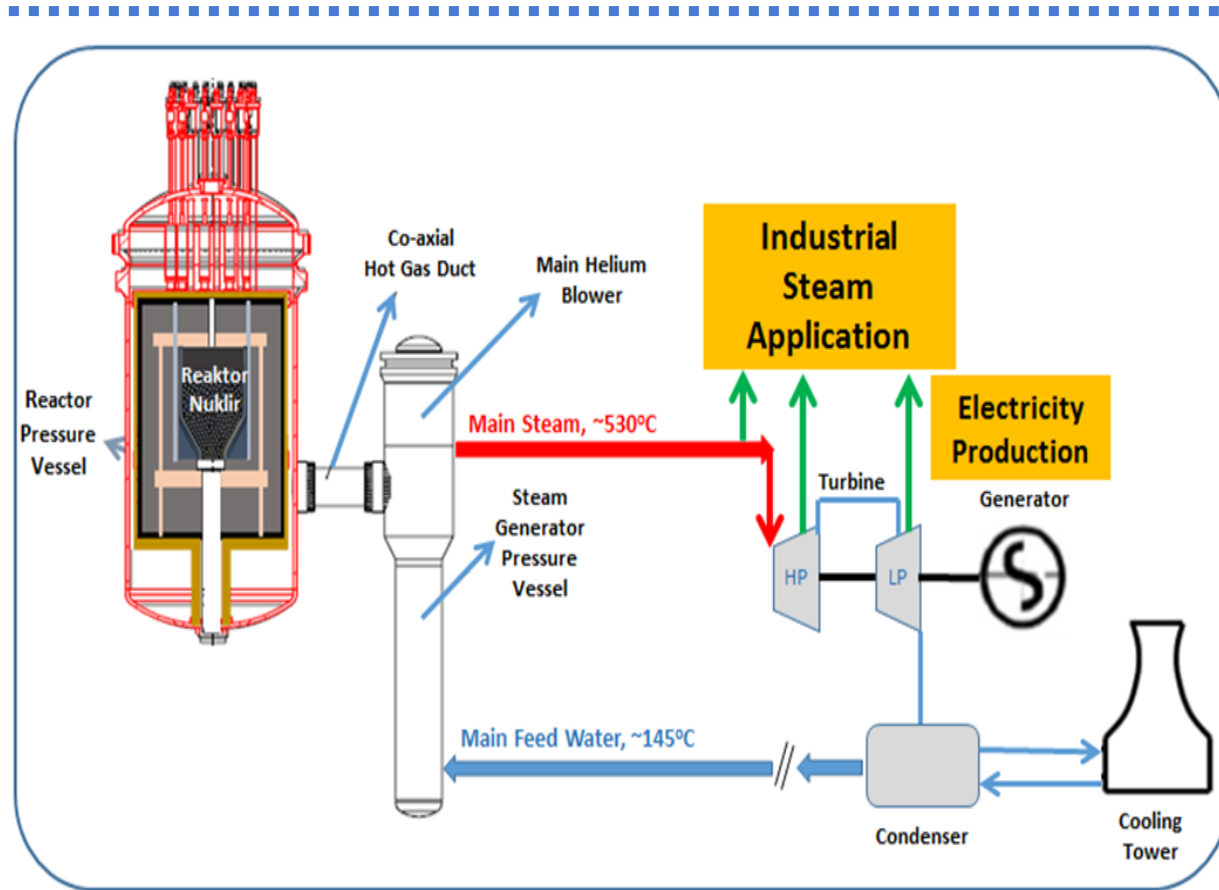 Industrial
Steam
Application
Co-axial
Hot Gas Duct
Main Helium
Blower
Reaktor
Nuklir
Reactor
Pressure
Vessel
Main Steam, ~530ºC
Electricity
Production
Turbine
Generator
Steam
Generator
Pressure
Vessel
HP
LP
Main Feed Water, ~145ºC
Condenser
Cooling
Tower